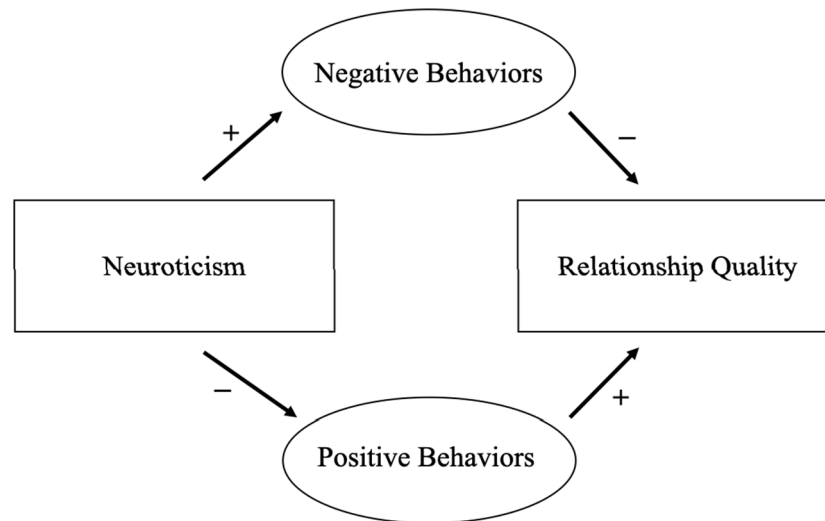 Negative Behaviors
+
−
Neuroticism
Relationship Quality
−
+
Positive Behaviors